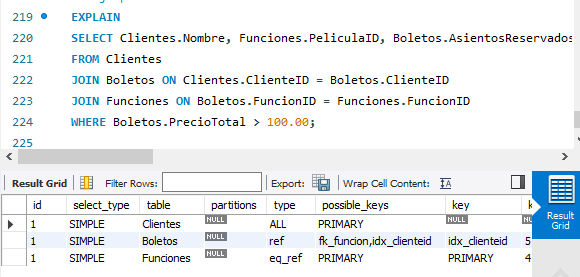 219 EXPLAIN
220 SELECT Clientes.Nombre, Funciones.PeliculaID, Boletos.AsientosReservados
221 FROM Clientes
222 JOIN Boletos ON Clientes.ClienteID = Boletos.ClienteID
223 JOIN Funciones ON Boletos.FuncionID = Funciones.FuncionID
224 WHERE Boletos.PrecioTotal > 100.00;
225
Result Grid Filter Rows: Export: Wrap Cell Content: IA
id select_type table partitions type possible_keys key
1 SIMPLE Clientes NULL ALL PRIMARY NULL NULL
1 SIMPLE Boletos NULL ref fk_funcion,idx_clienteid idx_clienteid 5
1 SIMPLE Funciones NULL eq_ref PRIMARY PRIMARY 4
Result
Grid